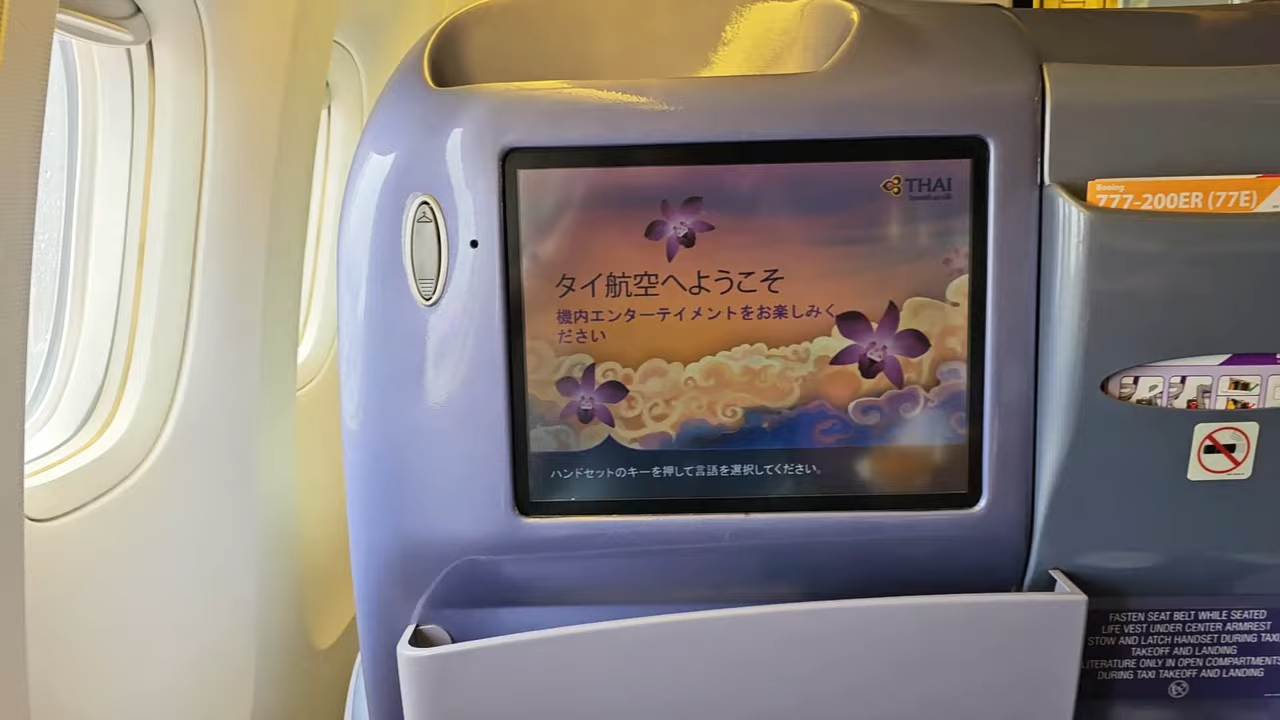 THAI
タイ航空へようこそ
機内エンターテイメントをお楽しみく
ださい
ハンドセットのキーを押して言語を選択してください。
Boeing
777-200ER (77E)
FASTEN SEAT BELT WHILE SEATED
LIFE VEST UNDER CENTER ARMREST
STOW AND LATCH HANDSET DURING TAXI
TAKEOFF AND LANDING
LITERATURE ONLY IN OPEN COMPARTMENTS
DURING TAXI TAKEOFF AND LANDING